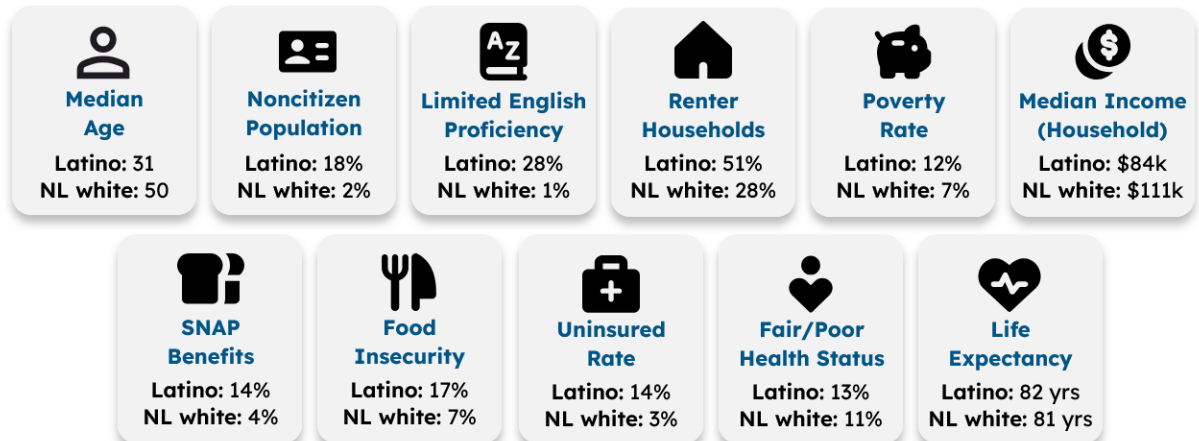 AZ
$
Median
Age
Latino: 31
NL white: 50
Noncitizen
Population
Latino: 18%
NL white: 2%
Limited English
Proficiency
Latino: 28%
NL white: 1%
Renter
Households
Latino: 51%
NL white: 28%
Poverty
Rate
Latino: 12%
NL white: 7%
Median Income
(Household)
Latino: $84k
NL white: $111k
SNAP
Benefits
Latino: 14%
NL white: 4%
Food
Insecurity
Latino: 17%
NL white: 7%
Uninsured
Rate
Latino: 14%
NL white: 3%
Fair/Poor
Health Status
Latino: 13%
NL white: 11%
Life
Expectancy
Latino: 82 yrs
NL white: 81 yrs